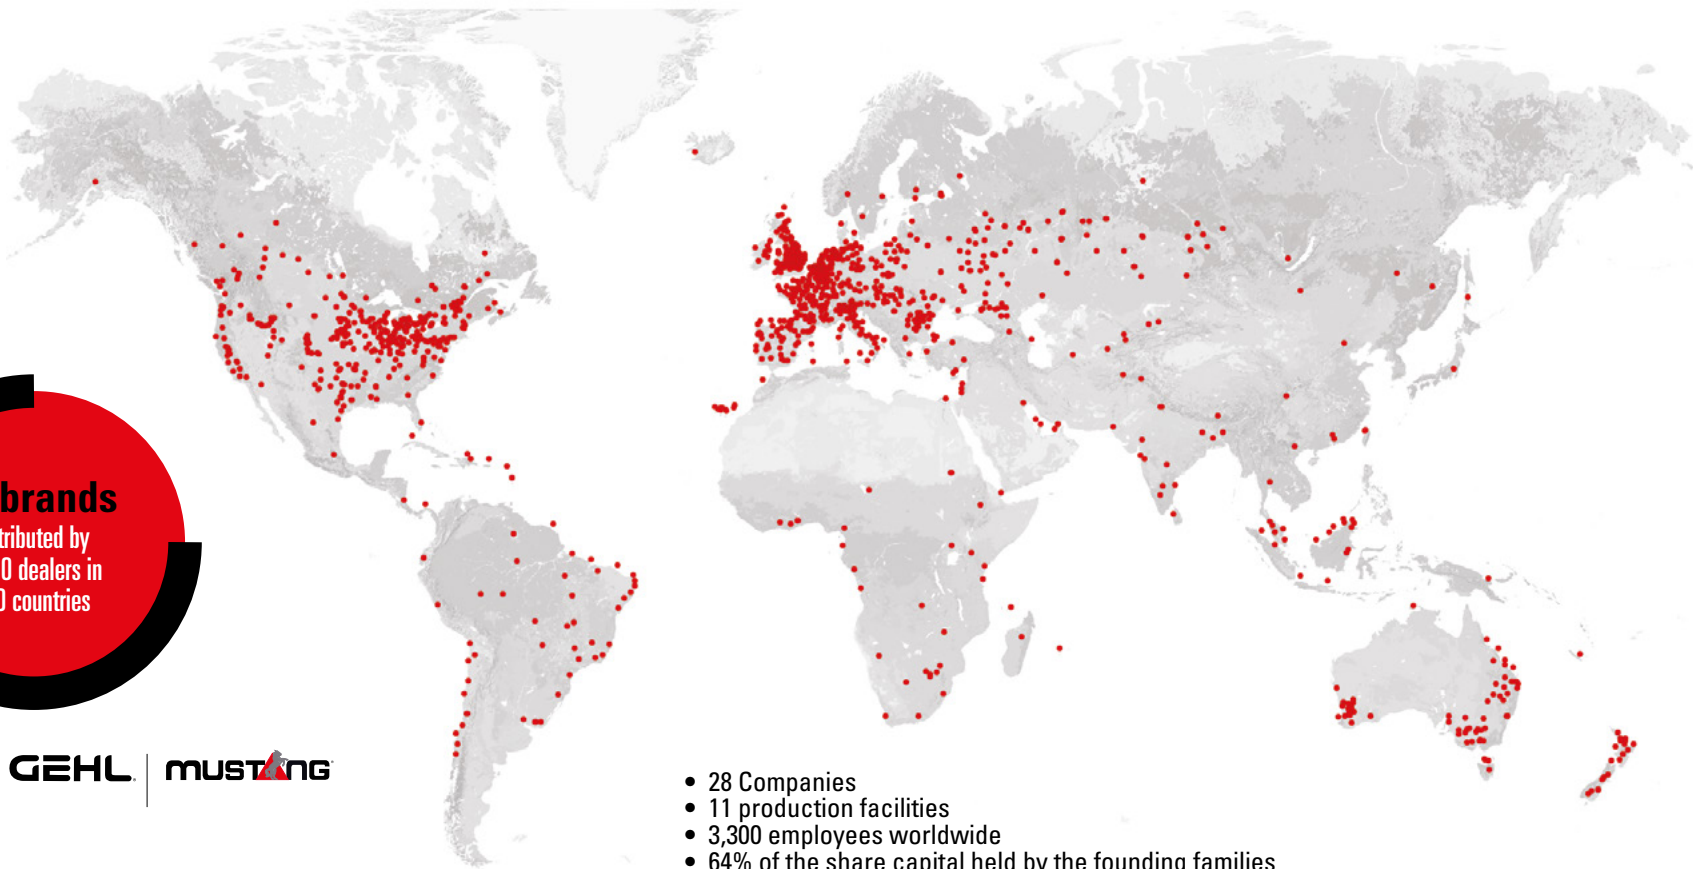 brands
tributed by
0 dealers in
0 countries
GEHL
MUSTANG
• 28 Companies
• 11 production facilities
• 3,300 employees worldwide
• 64% of the share capital held by the founding families